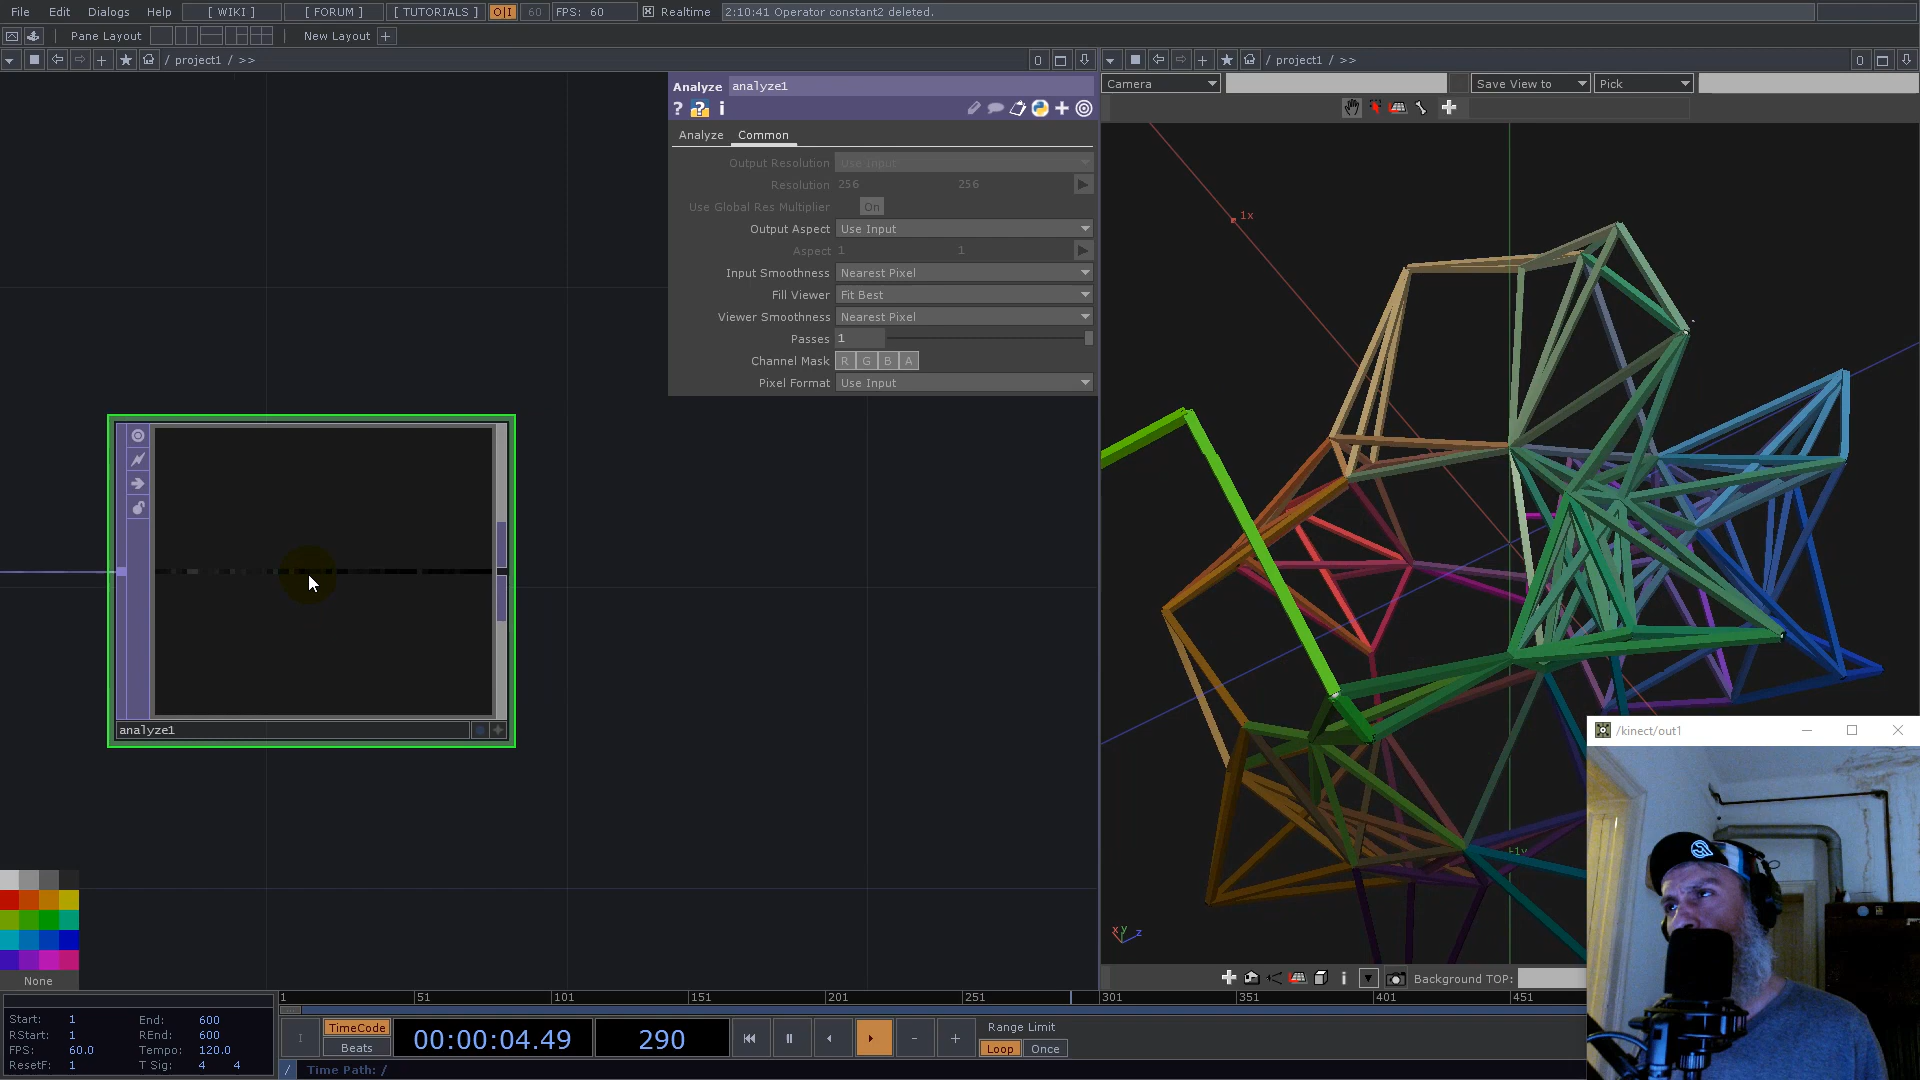 File Edit Dialogs Help [ WIKI ] [ FORUM ] [ TUTORIALS ] O|I 60 FPS: 60 Realtime 2:10:41 Operator constant2 deleted.
Pane Layout New Layout +
/ project1 / >> 0
/ project1 / >> 0
Camera Save View to Pick
Analyze analyze1
Analyze Common
Output Resolution Use Input
Resolution 256 256
Use Global Res Multiplier On
Output Aspect Use Input
Aspect 1 1
Input Smoothness Nearest Pixel
Fill Viewer Fit Best
Viewer Smoothness Nearest Pixel
Passes 1
Channel Mask R G B A
Pixel Format Use Input
1x
analyze1
+1y
x y z
/kinect/out1
None
Background TOP:
1 51 101 151 201 251 301 351 401 451
Start: 1 End: 600
RStart: 1 REnd: 600
FPS: 60.0 Tempo: 120.0
ResetF: 1 T Sig: 4 4
TimeCode
Beats
00:00:04.49
290
Range Limit
Loop Once
/ Time Path: /